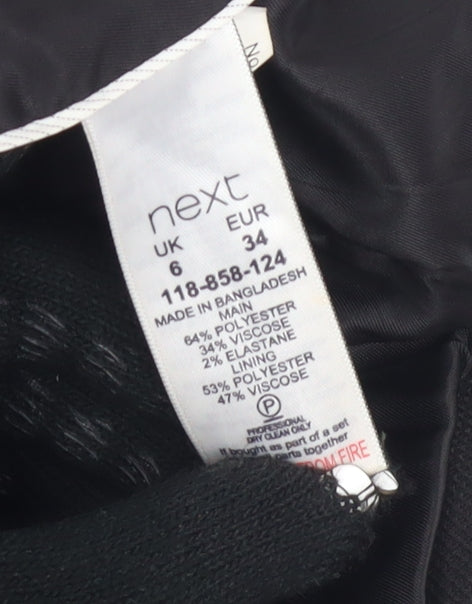 No
next
UK EUR
6 34
118-858-124
MADE IN BANGLADESH
MAIN
64% POLYESTER
34% VISCOSE
2% ELASTANE
LINING
53% POLYESTER
47% VISCOSE
P
PROFESSIONAL
DRY CLEAN ONLY
If bought as part of a set
parts together
FROM FIRE